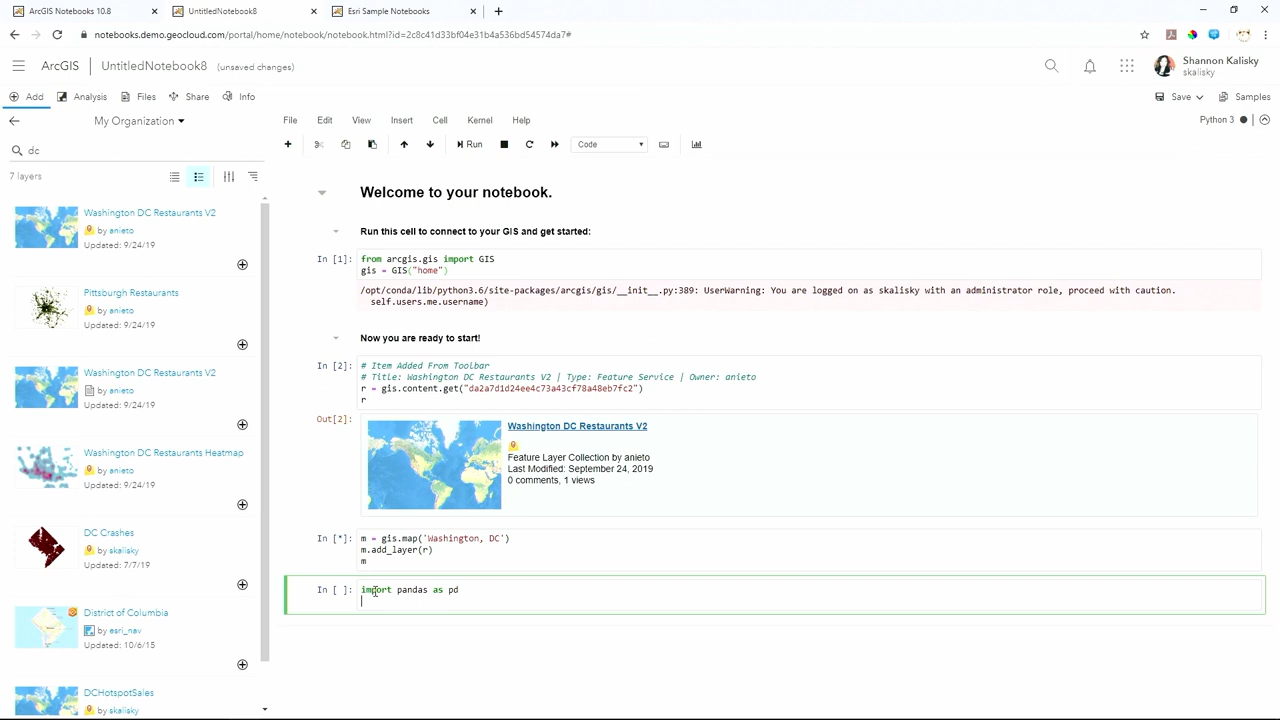 ArcGIS Notebooks 10.8
UntitledNotebook8
Esri Sample Notebooks
notebooks.demo.geocloud.com/portal/home/notebook/notebook.html?id=2c8c41d33bf04e31b4a536bd54574da7#
ArcGIS
UntitledNotebook8 (unsaved changes)
Shannon Kalisky
skalisky
Add Analysis Files Share Info
Save Samples
My Organization
File Edit View Insert Cell Kernel Help
Python 3
dc
Run Code
7 layers
Washington DC Restaurants V2
by anieto
Updated: 9/24/19
Pittsburgh Restaurants
by anieto
Updated: 9/24/19
Washington DC Restaurants V2
by anieto
Updated: 9/24/19
Washington DC Restaurants Heatmap
by anieto
Updated: 9/24/19
DC Crashes
by skalisky
Updated: 7/7/19
District of Columbia
by esri_nav
Updated: 10/6/15
DCHotspotSales
by skalisky
Welcome to your notebook.
Run this cell to connect to your GIS and get started:
In [1]: from arcgis.gis import GIS
gis = GIS("home")
/opt/conda/lib/python3.6/site-packages/arcgis/gis/__init__.py:389: UserWarning: You are logged on as skalisky with an administrator role, proceed with caution.
self.users.me.username)
Now you are ready to start!
In [2]: # Item Added From Toolbar
# Title: Washington DC Restaurants V2 | Type: Feature Service | Owner: anieto
r = gis.content.get("da2a7d1d24ee4c73a43cf78a48eb7fc2")
r
Out[2]: Washington DC Restaurants V2
Feature Layer Collection by anieto
Last Modified: September 24, 2019
0 comments, 1 views
In [*]: m = gis.map('Washington, DC')
m.add_layer(r)
m
In [ ]: import pandas as pd